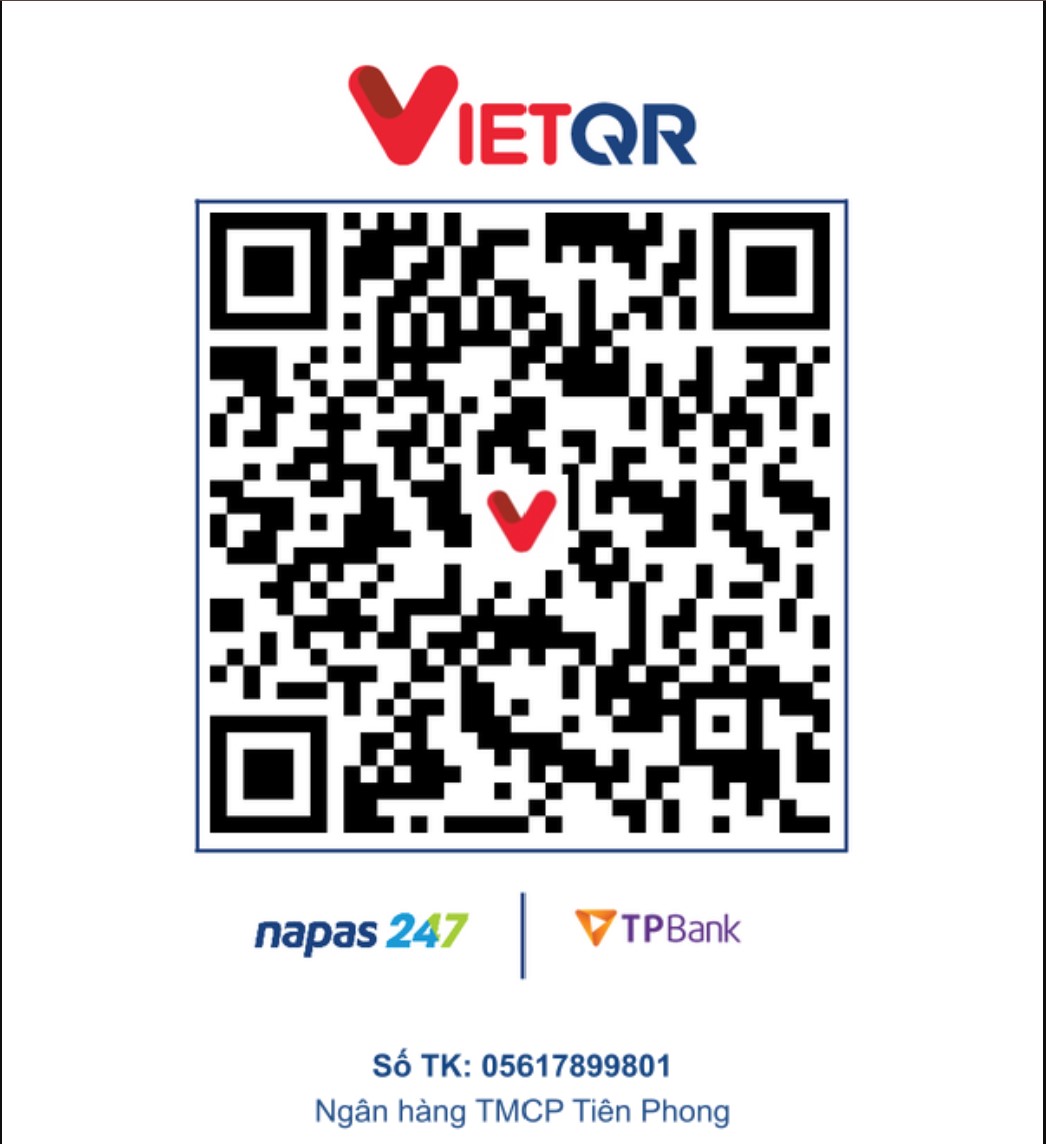 VIETQR
napas 247
TPBank
Số TK: 05617899801
Ngân hàng TMCP Tiên Phong